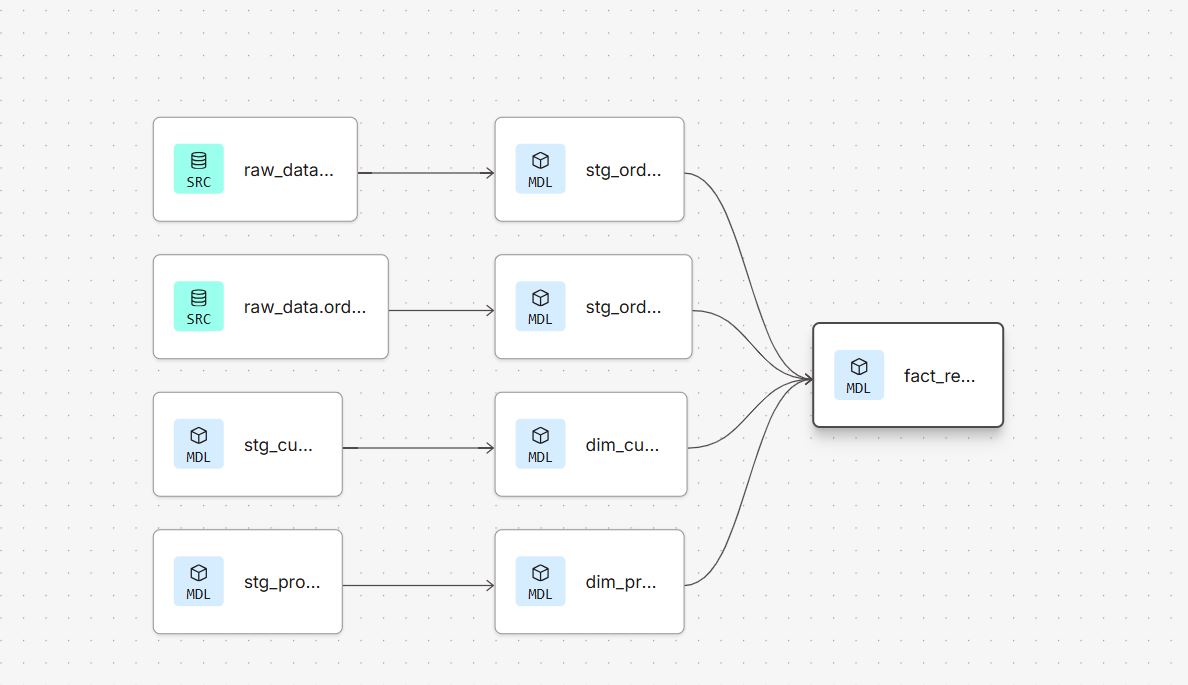 SRC raw_data...
MDL stg_ord...
SRC raw_data.ord...
MDL stg_ord...
MDL fact_re...
MDL stg_cu...
MDL dim_cu...
MDL stg_pro...
MDL dim_pr...